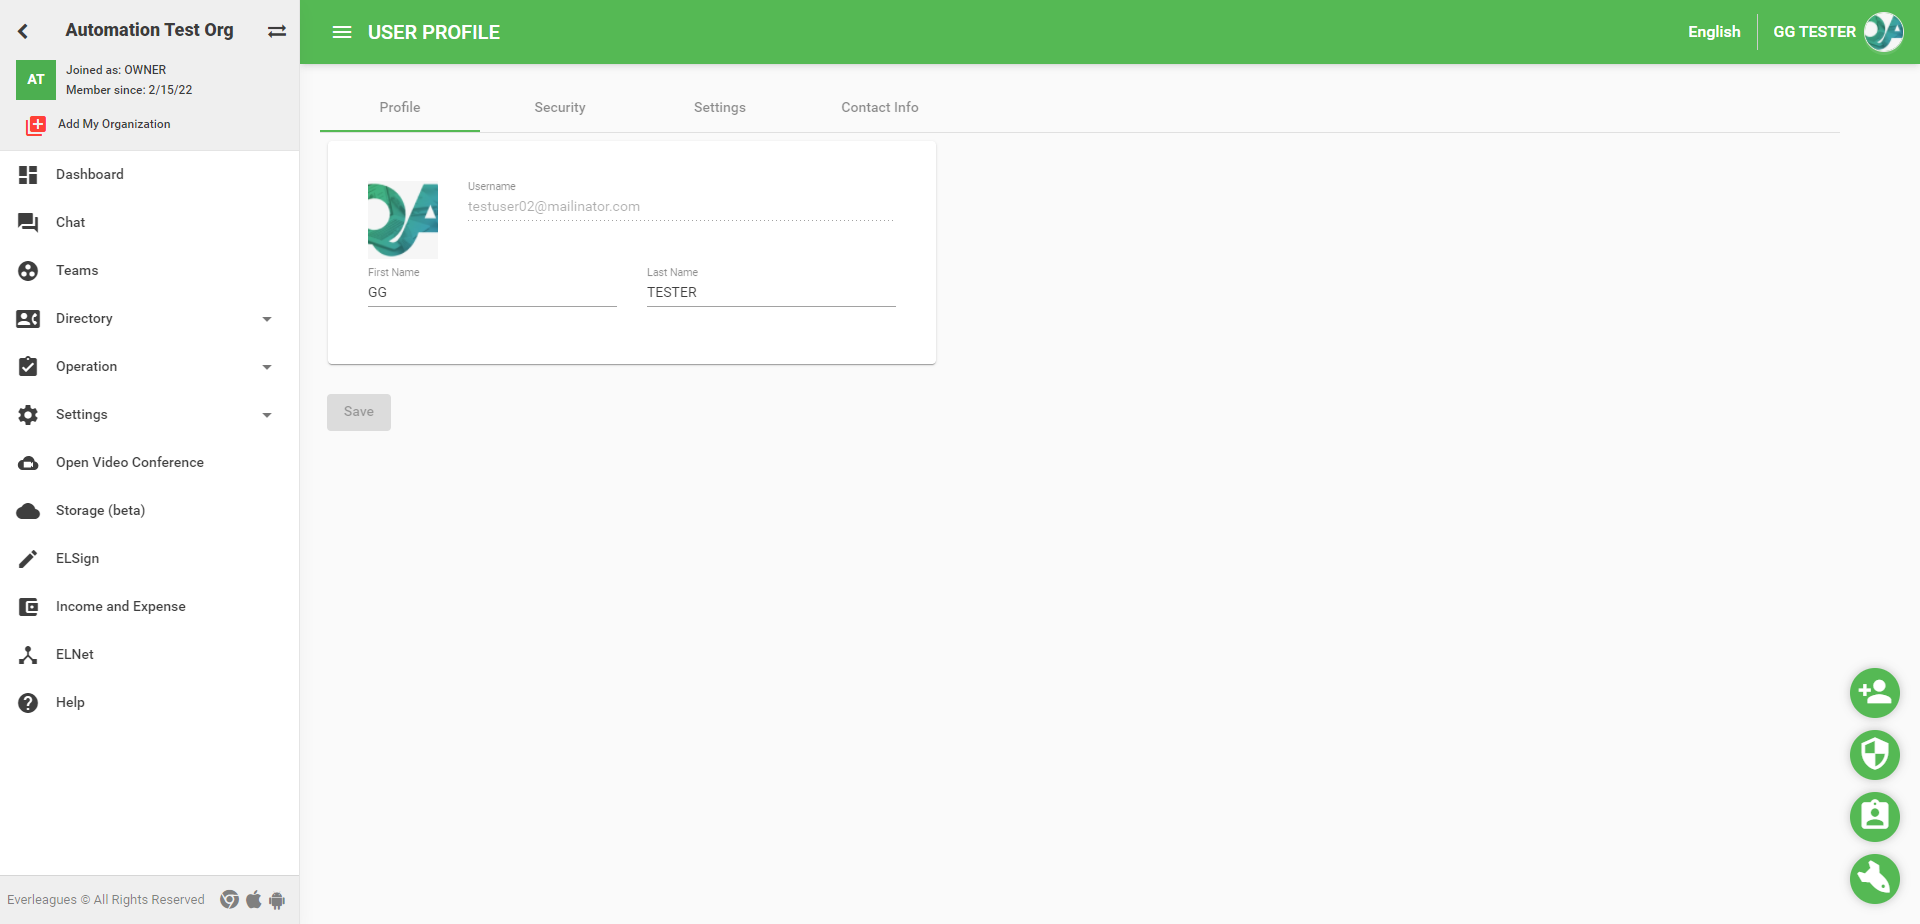 Automation Test Org
AT
Joined as: OWNER
Member since: 2/15/22
Add My Organization
Dashboard
Chat
Teams
Directory
Operation
Settings
Open Video Conference
Storage (beta)
ELSign
Income and Expense
ELNet
Help
Everleagues © All Rights Reserved
USER PROFILE
English
GG TESTER
QA
Profile
Security
Settings
Contact Info
QA
Username
testuser02@mailinator.com
First Name
GG
Last Name
TESTER
Save